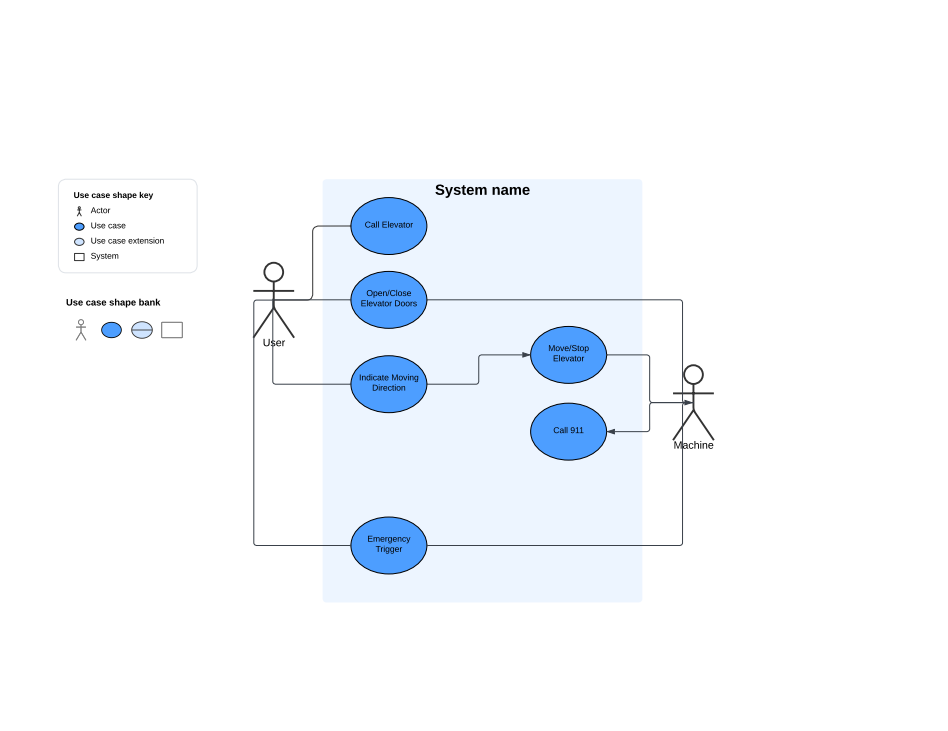 System name
Use case shape key
Actor
Use case
Use case extension
System
Use case shape bank
Call Elevator
Open/Close
Elevator Doors
User
Indicate Moving
Direction
Move/Stop
Elevator
Call 911
Machine
Emergency
Trigger